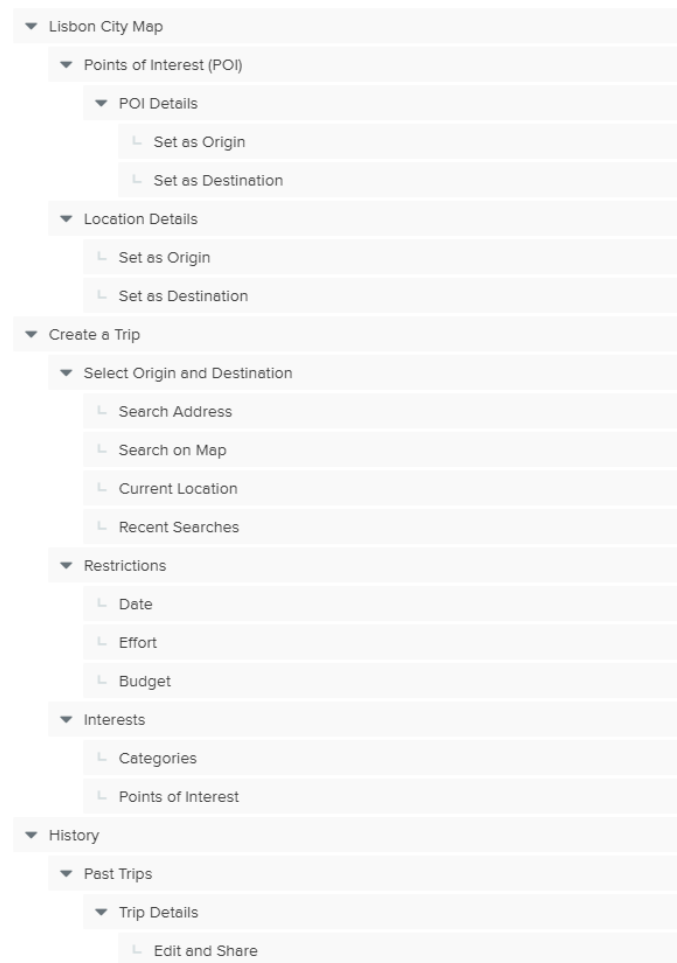 Lisbon City Map
Points of Interest (POI)
POI Details
Set as Origin
Set as Destination
Location Details
Set as Origin
Set as Destination
Create a Trip
Select Origin and Destination
Search Address
Search on Map
Current Location
Recent Searches
Restrictions
Date
Effort
Budget
Interests
Categories
Points of Interest
History
Past Trips
Trip Details
Edit and Share